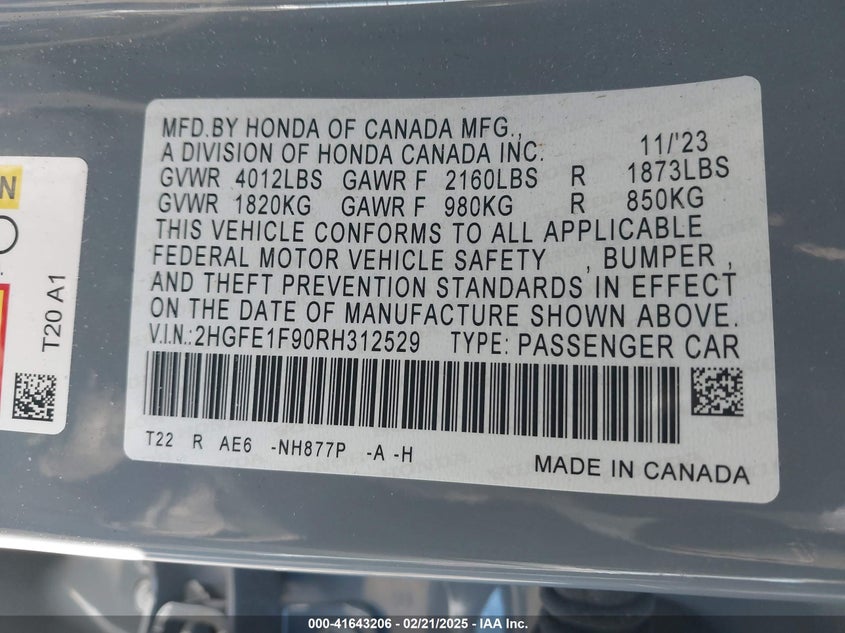 MFD.BY HONDA OF CANADA MFG.,
A DIVISION OF HONDA CANADA INC. 11/'23
GVWR 4012LBS GAWR F 2160LBS R 1873LBS
GVWR 1820KG GAWR F 980KG R 850KG
THIS VEHICLE CONFORMS TO ALL APPLICABLE
FEDERAL MOTOR VEHICLE SAFETY , BUMPER ,
AND THEFT PREVENTION STANDARDS IN EFFECT
ON THE DATE OF MANUFACTURE SHOWN ABOVE.
V.I.N.:2HGFE1F90RH312529 TYPE: PASSENGER CAR
T22 R AE6 -NH877P -A -H
MADE IN CANADA
T20 A1
000-41643206 - 02/21/2025 - IAA Inc.